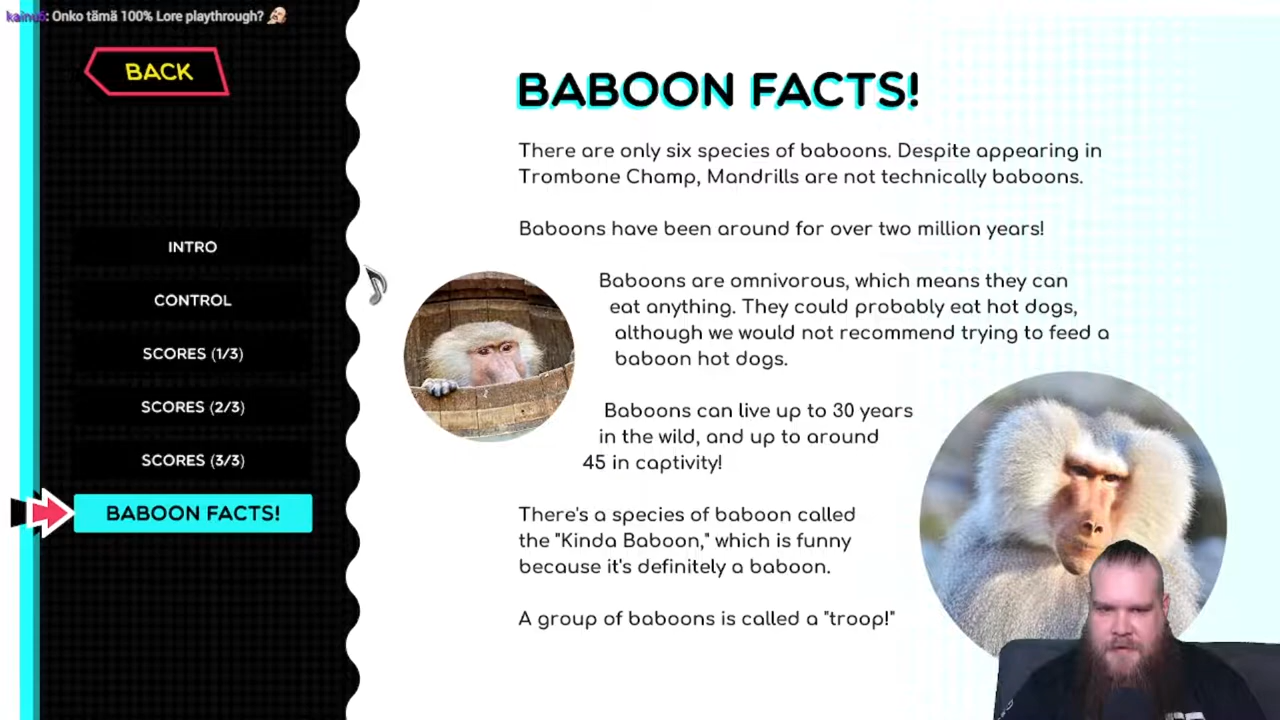 kainu5: Onko tämä 100% Lore playthrough?
BACK
INTRO
CONTROL
SCORES (1/3)
SCORES (2/3)
SCORES (3/3)
BABOON FACTS!
BABOON FACTS!
There are only six species of baboons. Despite appearing in
Trombone Champ, Mandrills are not technically baboons.
Baboons have been around for over two million years!
Baboons are omnivorous, which means they can
eat anything. They could probably eat hot dogs,
although we would not recommend trying to feed a
baboon hot dogs.
Baboons can live up to 30 years
in the wild, and up to around
45 in captivity!
There's a species of baboon called
the "Kinda Baboon," which is funny
because it's definitely a baboon.
A group of baboons is called a "troop!"